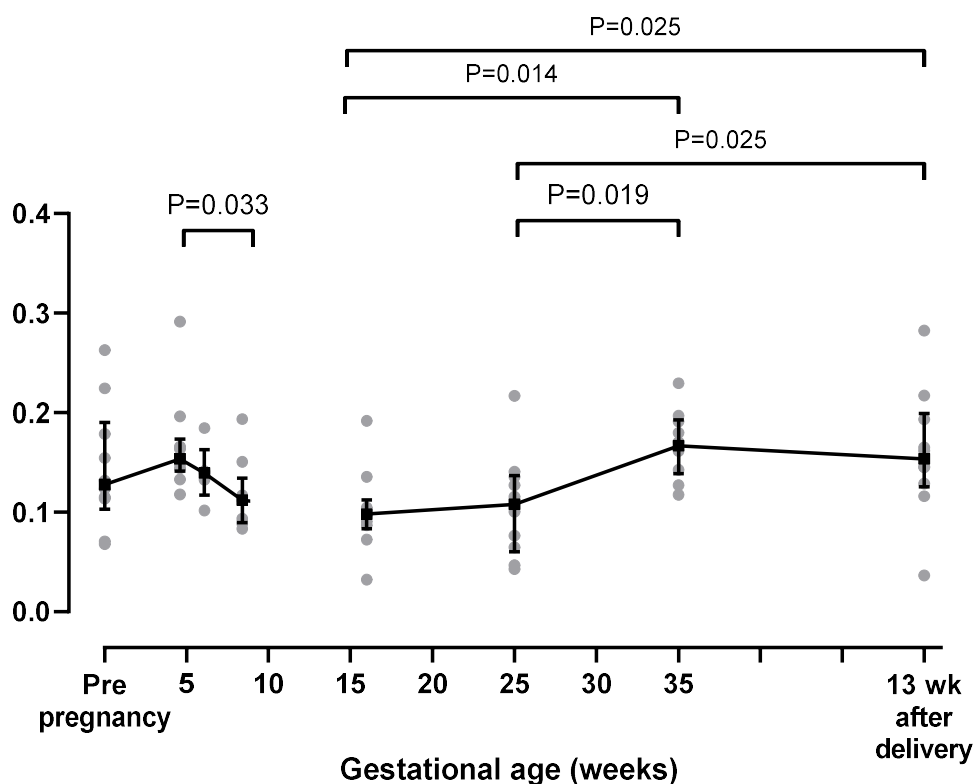 P=0.025
P=0.014
P=0.025
P=0.019
P=0.033
0.4
0.3
0.2
0.1
0.0
Pre pregnancy
5
10
15
20
25
30
35
13 wk after delivery
Gestational age (weeks)